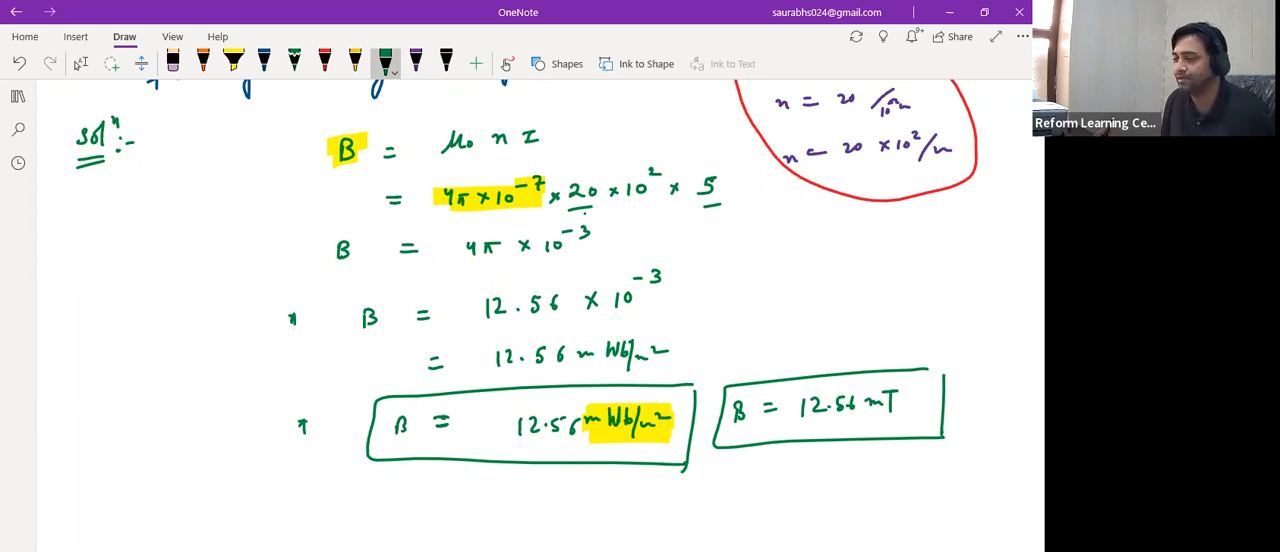 OneNote
saurabhs024@gmail.com
Home Insert Draw View Help
Share
Shapes
Ink to Shape
Ink to Text
n = 20 /
n = 20 × 10² / m
Solⁿ :-
B = μ₀ n I
= 4π × 10⁻⁷ × 20 × 10² × 5
B = 4π × 10⁻³
* B = 12.56 × 10⁻³
= 12.56 m Wb/m²
* B = 12.56 m Wb/m²
B = 12.56 mT
Reform Learning Ce...